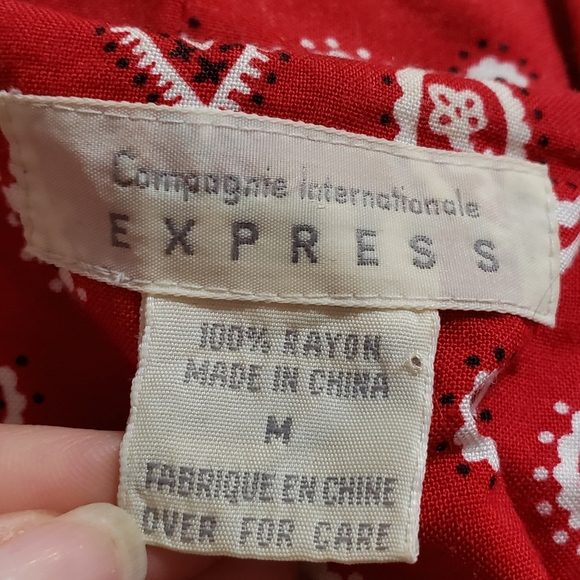 Compagnie Internationale
EXPRESS
100% RAYON
MADE IN CHINA
M
FABRIQUE EN CHINE
OVER FOR CARE